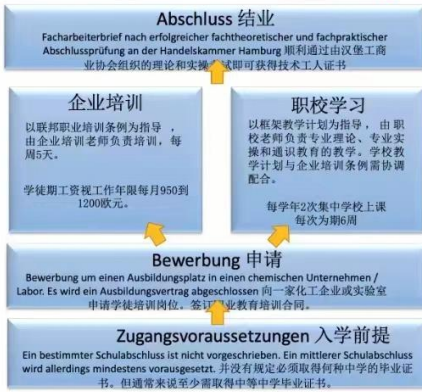 Abschluss 结业
Facharbeiterbrief nach erfolgreicher fachtheoretischer und fachpraktischer
Abschlussprüfung an der Handelskammer Hamburg 顺利通过由汉堡工商
业协会组织的理论和实操 试即可获得技术工人证书
企业培训
以联邦职业培训条例为指导 ，
由企业培训老师负责培训，每
周5天。
学徒期工资视工作年限每月950到
1200欧元。
职校学习
以框架教学计划为指导 ，由 职
校老师负责专业理论、专业实
操和通识教育的教学。学校教
学计划与企业培训条例需协调
配合。
每学年2次集中学校上课
每次为期6周
Bewerbung 申请
Bewerbung um einen Ausbildungsplatz in einen chemischen Unternehmen /
Labor. Es wird ein Ausbildungsvertrag abgeschlossen 向一家化工企业或实验室
申请学徒培训岗位。签订 业教育培训合同。
Zugangsvoraussetzungen 入学前提
Ein bestimmter Schulabschluss ist nicht vorgeschrieben. Ein mittlerer Schulabschluss
wird allerdings mindestens vorausgesetzt. 并没有规定必须取得何种中学的毕业证
书。但通常来说至少需取得中等中学毕业证书。